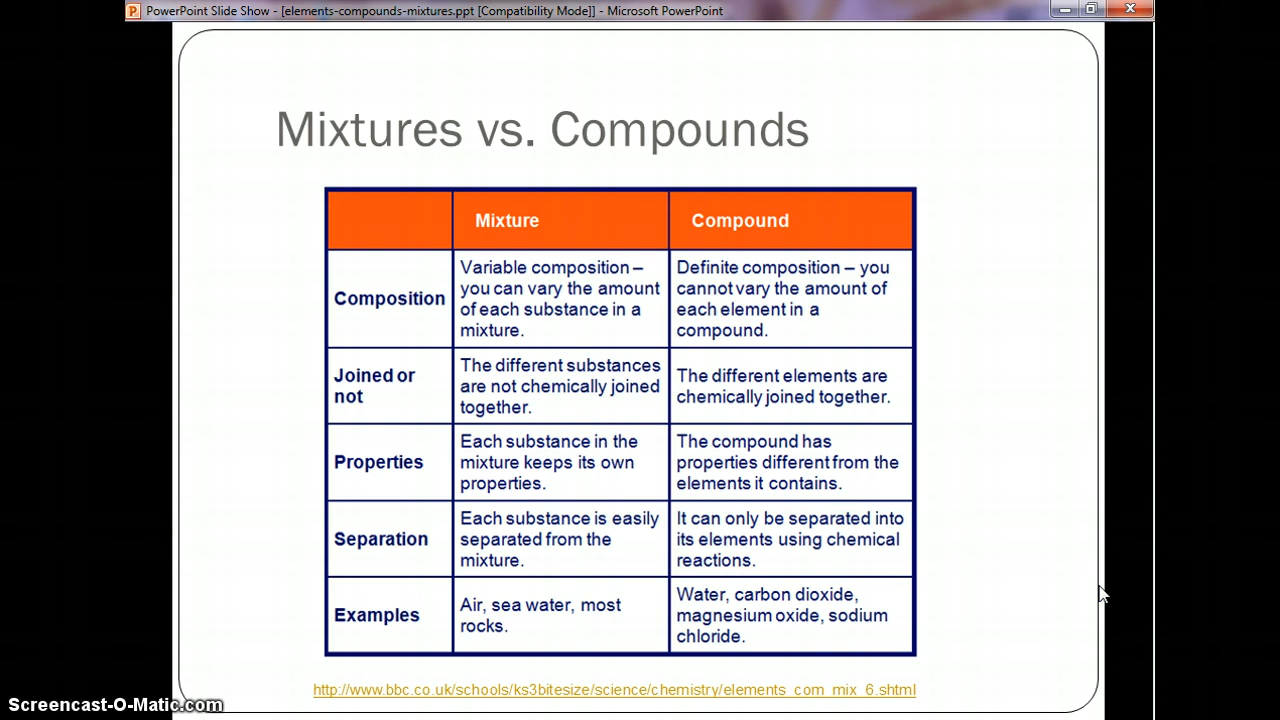 PowerPoint Slide Show - [elements-compounds-mixtures.ppt [Compatibility Mode]] - Microsoft PowerPoint
Mixtures vs. Compounds
Mixture
Compound
Composition
Variable composition –
you can vary the amount
of each substance in a
mixture.
Definite composition – you
cannot vary the amount of
each element in a
compound.
Joined or
not
The different substances
are not chemically joined
together.
The different elements are
chemically joined together.
Properties
Each substance in the
mixture keeps its own
properties.
The compound has
properties different from the
elements it contains.
Separation
Each substance is easily
separated from the
mixture.
It can only be separated into
its elements using chemical
reactions.
Examples
Air, sea water, most
rocks.
Water, carbon dioxide,
magnesium oxide, sodium
chloride.
http://www.bbc.co.uk/schools/ks3bitesize/science/chemistry/elements_com_mix_6.shtml
Screencast-O-Matic.com